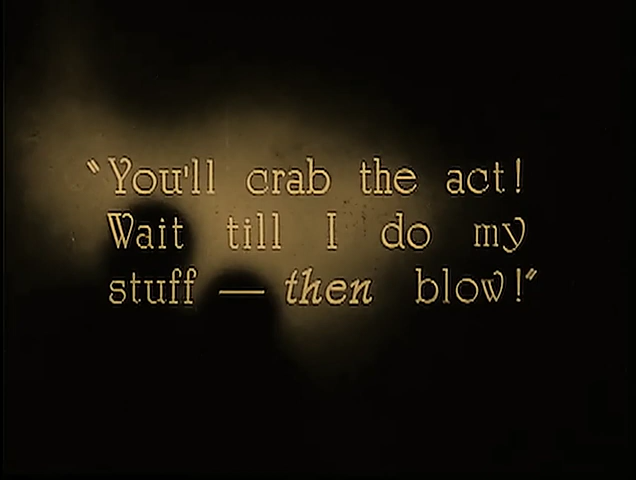 "You'll crab the act!
Wait till I do my
stuff — then blow!"